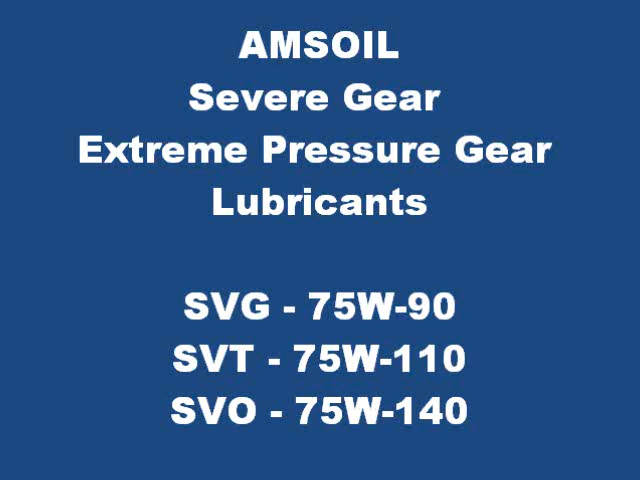 AMSOIL
Severe Gear
Extreme Pressure Gear
Lubricants
SVG - 75W-90
SVT - 75W-110
SVO - 75W-140